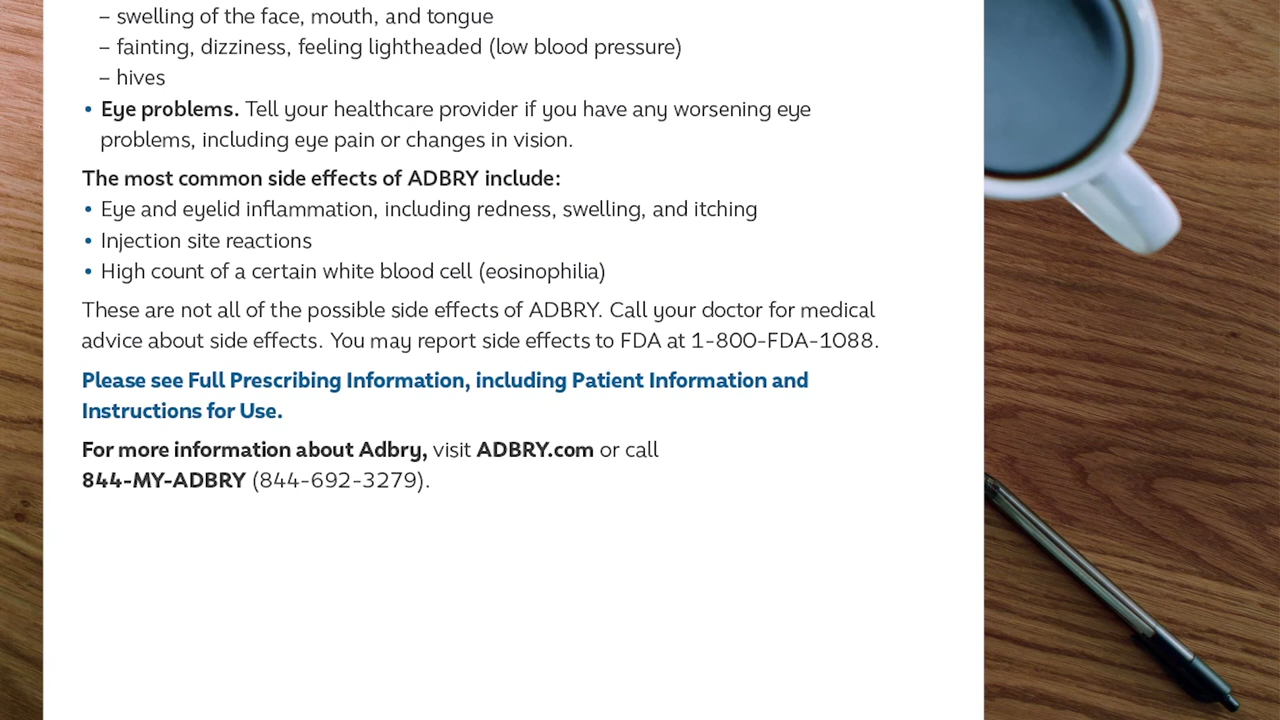 – swelling of the face, mouth, and tongue
– fainting, dizziness, feeling lightheaded (low blood pressure)
– hives
• Eye problems. Tell your healthcare provider if you have any worsening eye
problems, including eye pain or changes in vision.
The most common side effects of ADBRY include:
• Eye and eyelid inflammation, including redness, swelling, and itching
• Injection site reactions
• High count of a certain white blood cell (eosinophilia)
These are not all of the possible side effects of ADBRY. Call your doctor for medical
advice about side effects. You may report side effects to FDA at 1-800-FDA-1088.
Please see Full Prescribing Information, including Patient Information and
Instructions for Use.
For more information about Adbry, visit ADBRY.com or call
844-MY-ADBRY (844-692-3279).